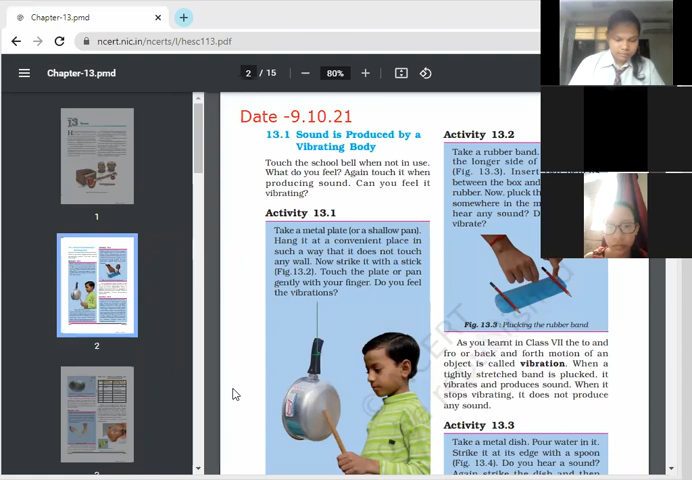 Chapter-13.pmd
ncert.nic.in/ncerts/l/hesc113.pdf
Chapter-13.pmd
2 / 15
80%
1
2
Date -9.10.21
13.1 Sound is Produced by a
Vibrating Body
Touch the school bell when not in use.
What do you feel? Again touch it when
producing sound. Can you feel it
vibrating?
Activity 13.1
Take a metal plate (or a shallow pan).
Hang it at a convenient place in
such a way that it does not touch
any wall. Now strike it with a stick
(Fig.13.2). Touch the plate or pan
gently with your finger. Do you feel
the vibrations?
Activity 13.2
Take a rubber band.
the longer side of
(Fig. 13.3). Insert
between the box and
rubber. Now, pluck th
somewhere in the m
hear any sound? D
vibrate?
Fig. 13.3 : Plucking the rubber band
As you learnt in Class VII the to and
fro or back and forth motion of an
object is called vibration. When a
tightly stretched band is plucked, it
vibrates and produces sound. When it
stops vibrating, it does not produce
any sound.
Activity 13.3
Take a metal dish. Pour water in it.
Strike it at its edge with a spoon
(Fig. 13.4). Do you hear a sound?
Again strike the dish and then